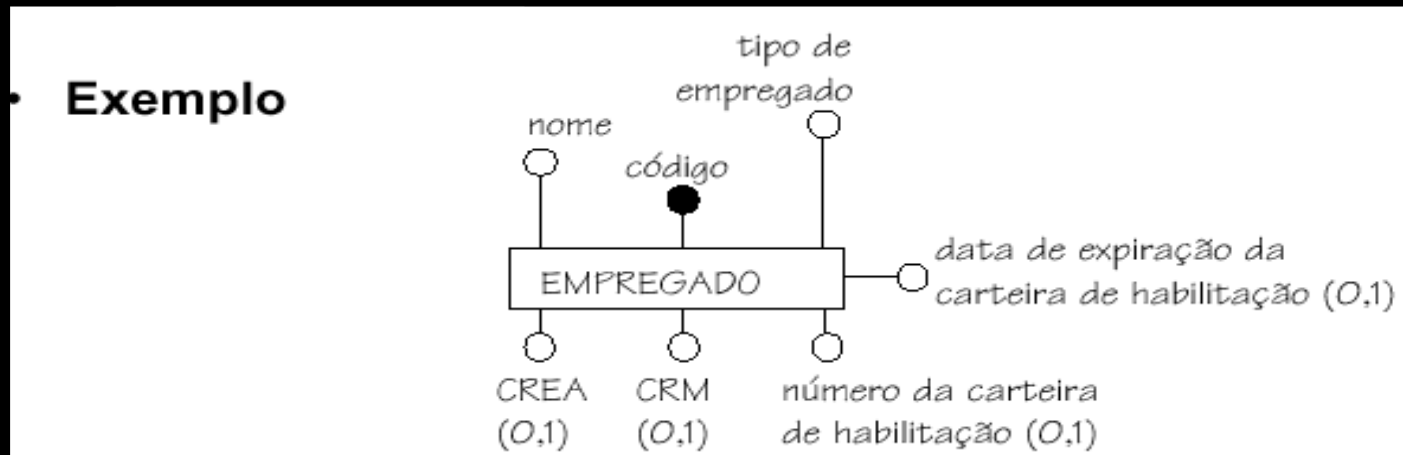 • Exemplo
tipo de
empregado
nome
código
EMPREGADO
data de expiração da
carteira de habilitação (0,1)
CREA
(0,1)
CRM
(0,1)
número da carteira
de habilitação (0,1)